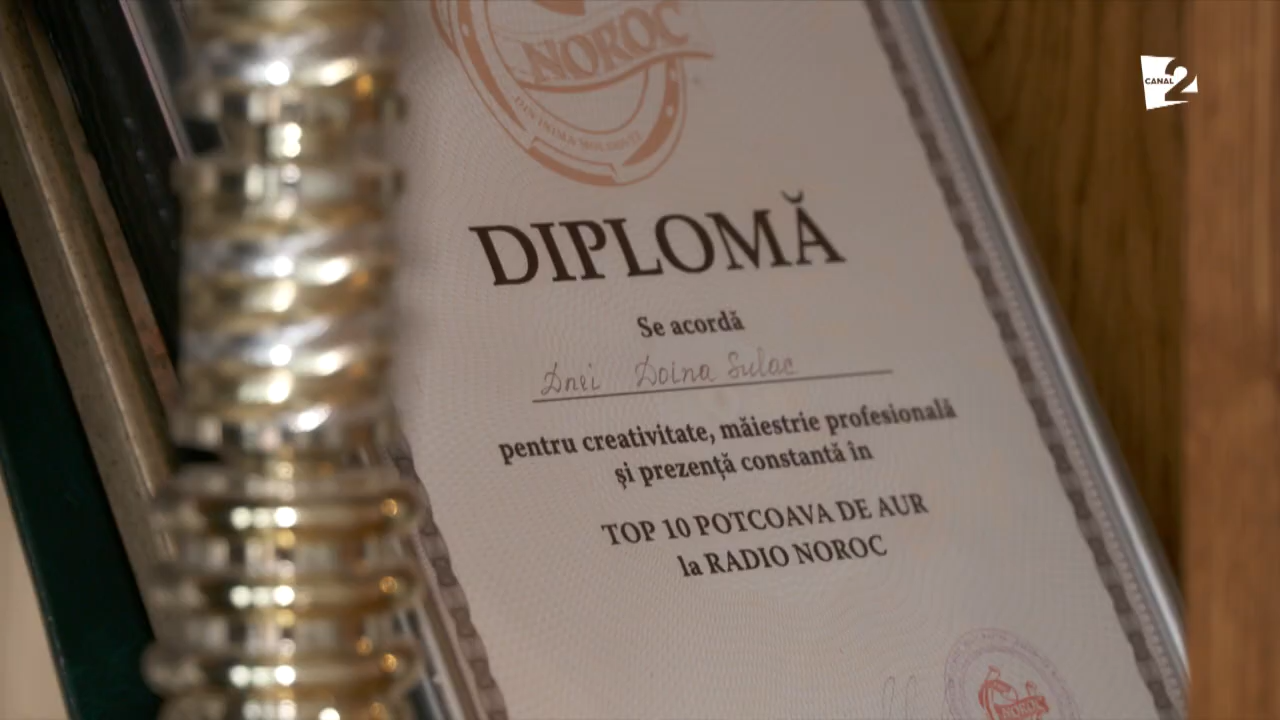 NOROC
CANAL 2
DIPLOMĂ
Se acordă
Dnei Doina Sulac
pentru creativitate, măiestrie profesională
și prezență constantă în
TOP 10 POTCOAVA DE AUR
la RADIO NOROC
NOROC